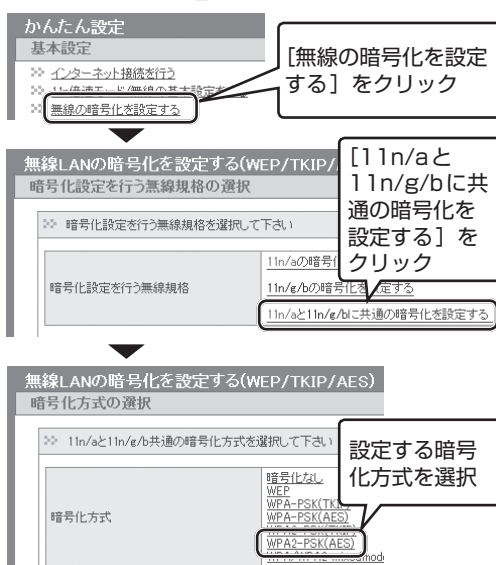 かんたん設定
基本設定
インターネット接続を行う
無線の暗号化を設定する
[無線の暗号化を設定
する]をクリック
無線LANの暗号化を設定する(WEP/TKIP/
暗号化設定を行う無線規格の選択
暗号化設定を行う無線規格を選択して下さい
暗号化設定を行う無線規格
11n/aの暗号
11n/g/bの暗号化を設定する
11n/aと11n/g/bに共通の暗号化を設定する
[11n/aと
11n/g/bに共
通の暗号化を
設定する]を
クリック
無線LANの暗号化を設定する(WEP/TKIP/AES)
暗号化方式の選択
11n/aと11n/g/b共通の暗号化方式を選択して下さい
暗号化方式
暗号化なし
WEP
WPA-PSK(TKIP)
WPA-PSK(AES)
WPA2-PSK(AES)
設定する暗号
化方式を選択